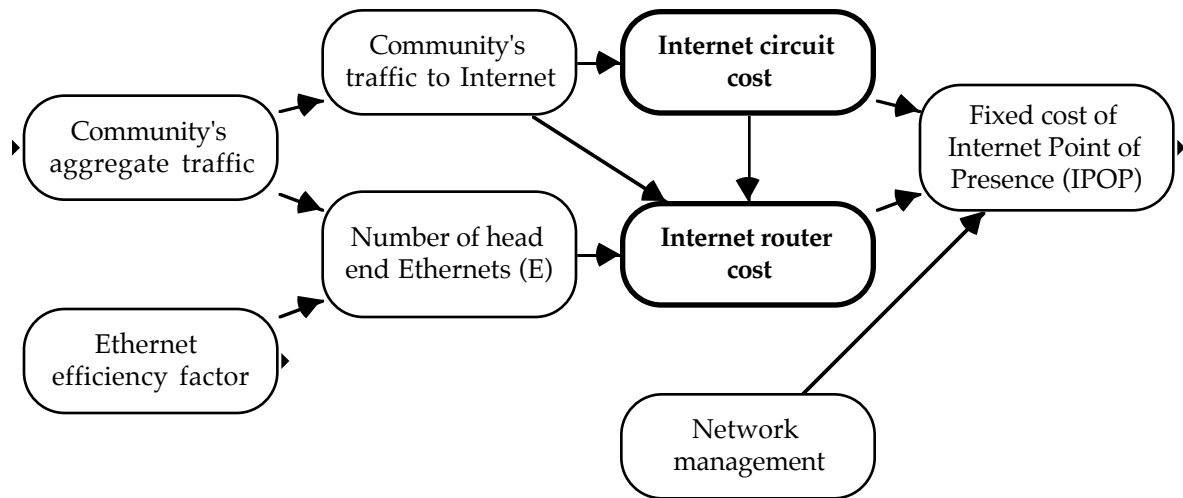 Community's
traffic to Internet
Internet circuit
cost
Community's
aggregate traffic
Fixed cost of
Internet Point of
Presence (IPOP)
Number of head
end Ethernets (E)
Internet router
cost
Ethernet
efficiency factor
Network
management